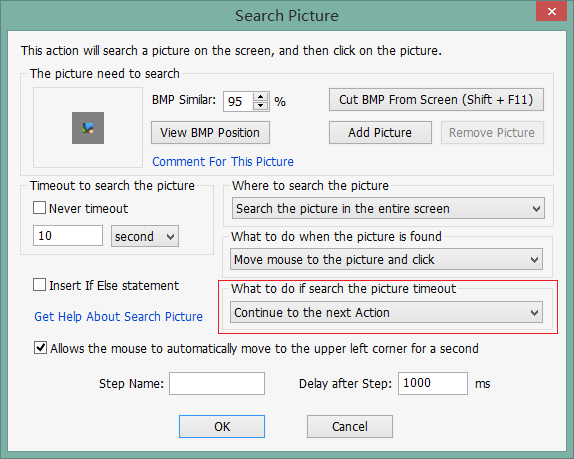 Search Picture
This action will search a picture on the screen, and then click on the picture.
The picture need to search
BMP Similar: 95 %
Cut BMP From Screen (Shift + F11)
View BMP Position
Add Picture
Remove Picture
Comment For This Picture
Timeout to search the picture
Never timeout
10 second
Where to search the picture
Search the picture in the entire screen
What to do when the picture is found
Move mouse to the picture and click
Insert If Else statement
What to do if search the picture timeout
Continue to the next Action
Get Help About Search Picture
Allows the mouse to automatically move to the upper left corner for a second
Step Name:
Delay after Step: 1000 ms
OK
Cancel